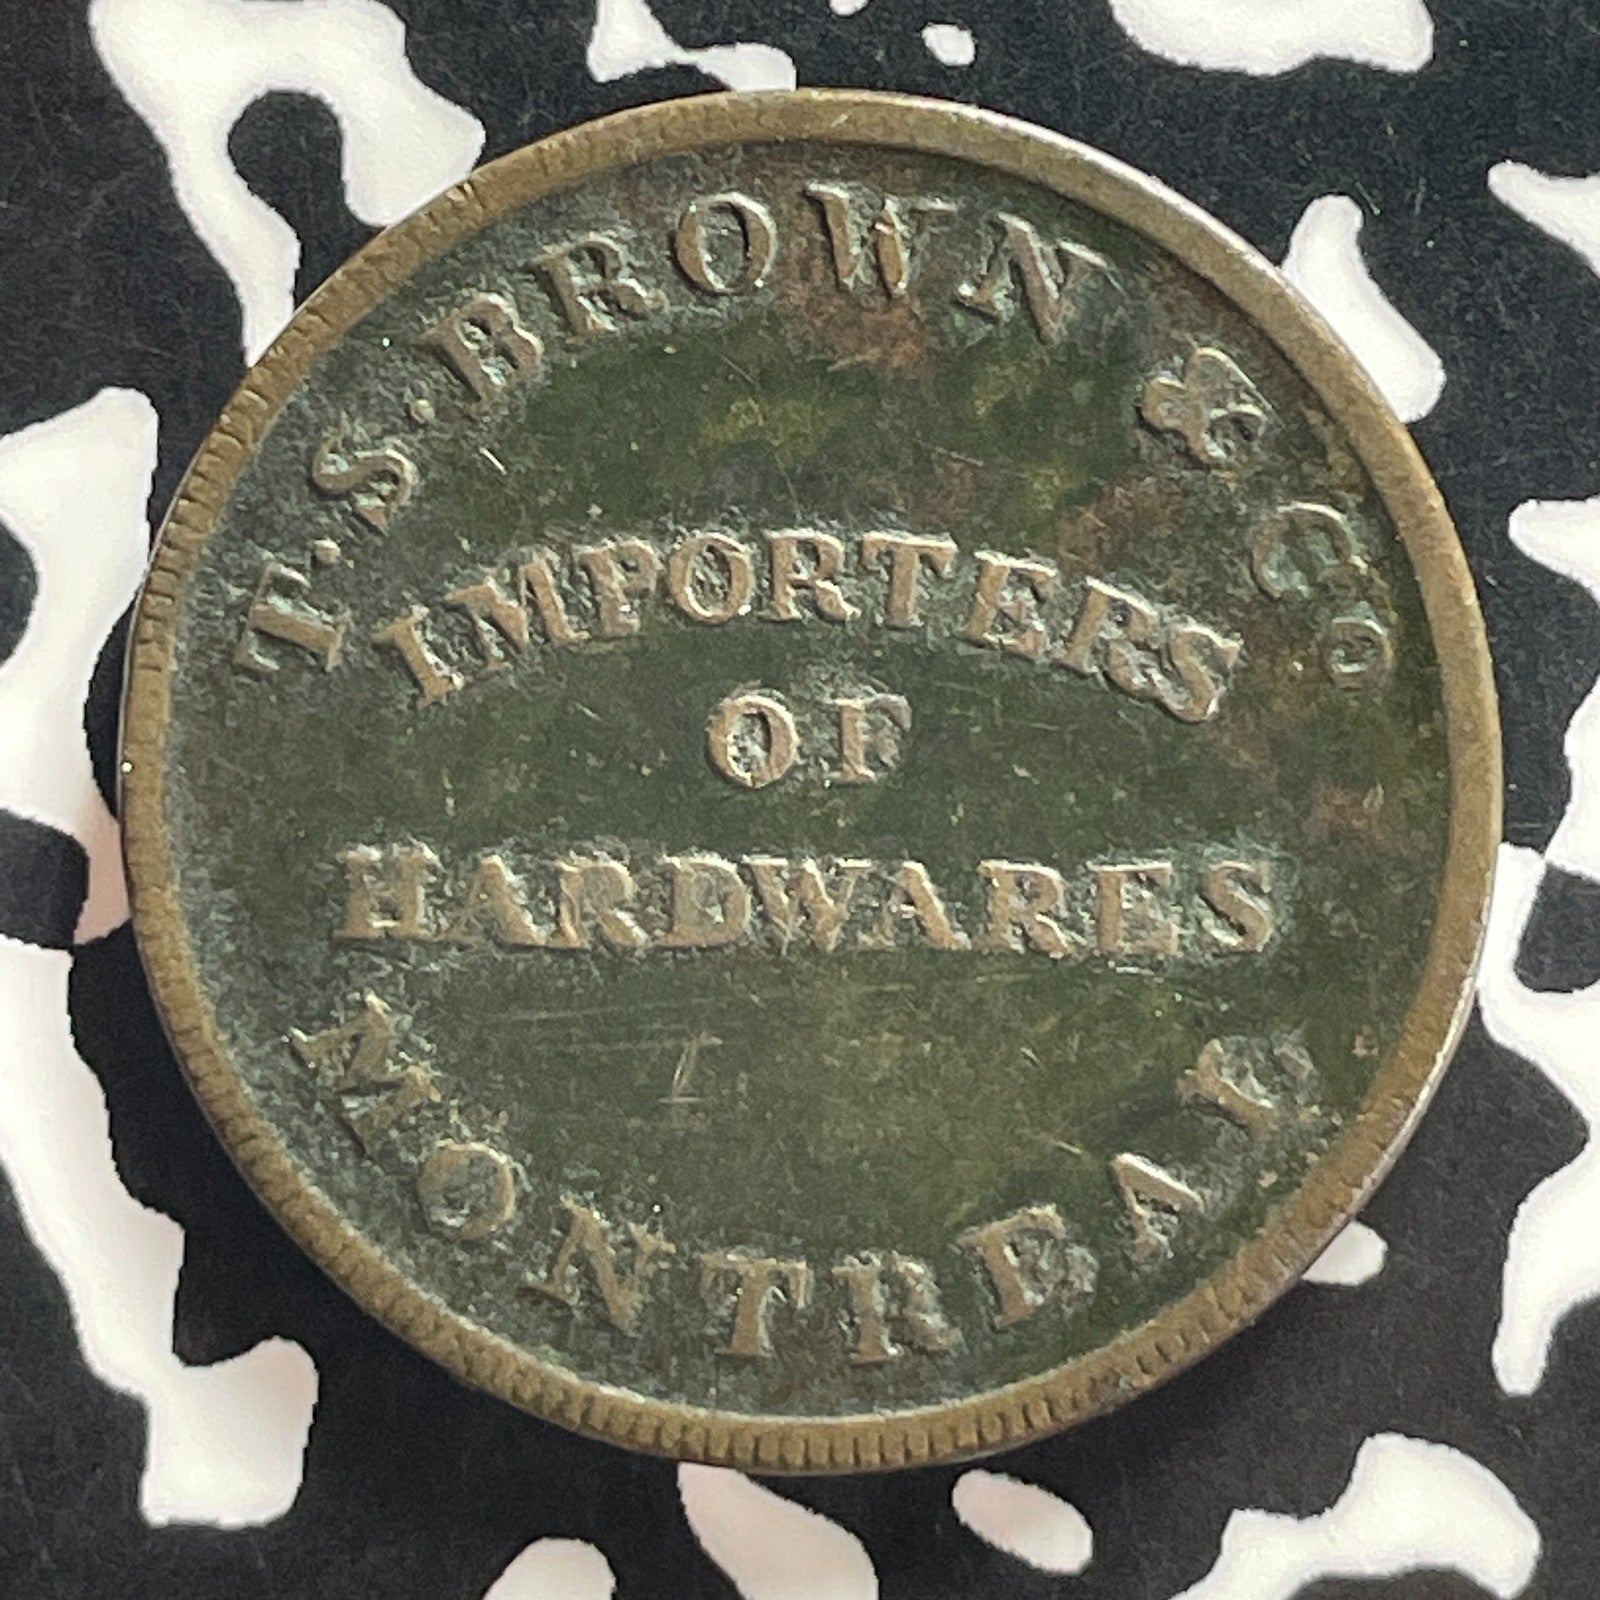 T.S.BROWN & Co
IMPORTERS
OF
HARDWARES
MONTREAL